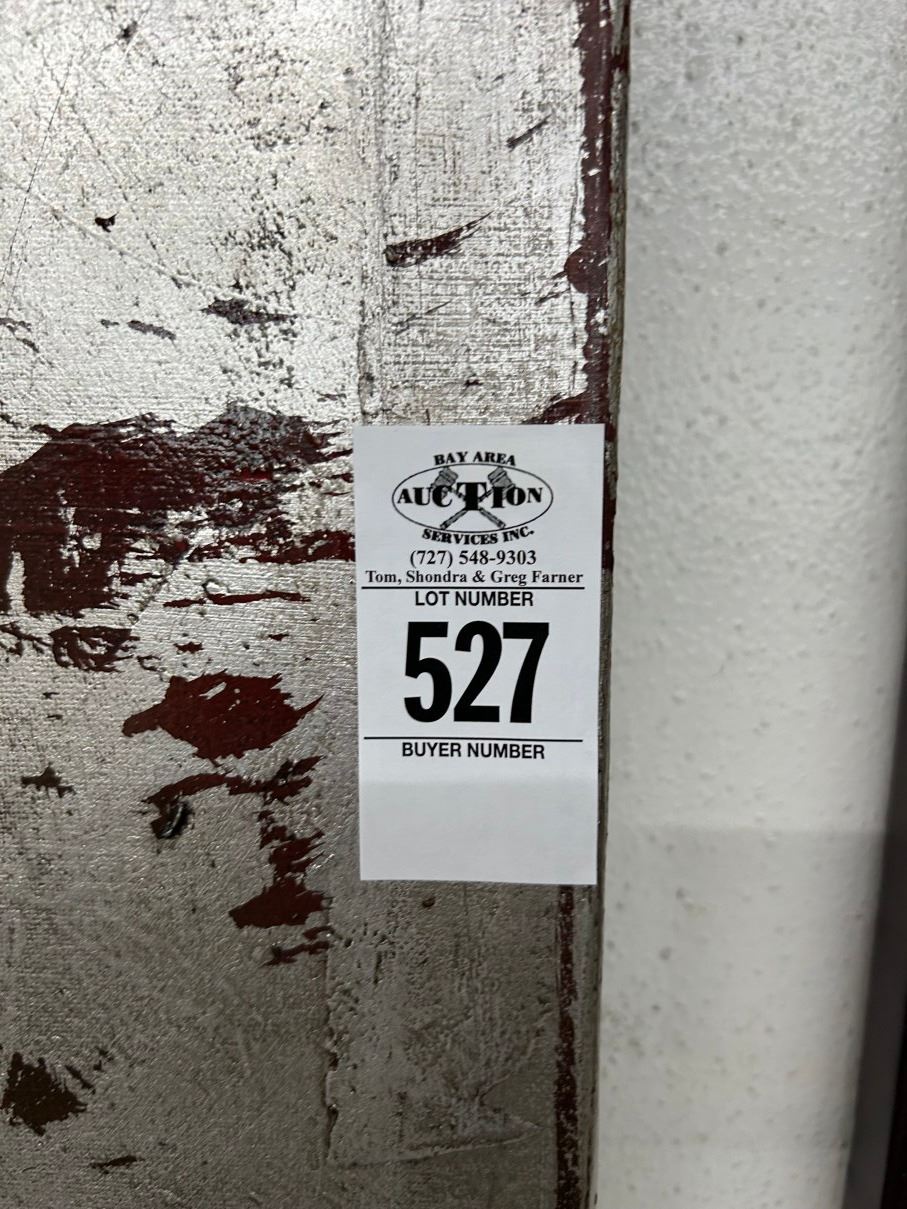 BAY AREA
AUCTION
SERVICES INC.
(727) 548-9303
Tom, Shondra & Greg Farner
LOT NUMBER
527
BUYER NUMBER